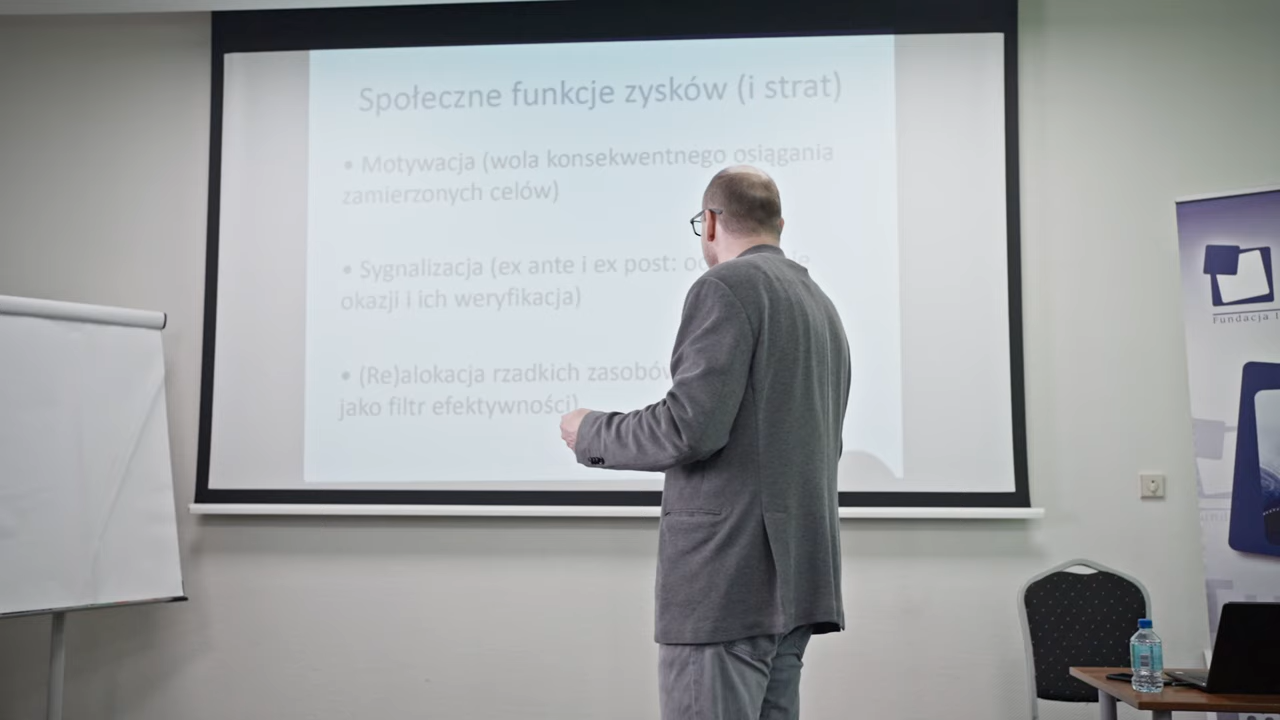 Społeczne funkcje zysków (i strat)
• Motywacja (wola konsekwentnego osiągania
zamierzonych celów)
• Sygnalizacja (ex ante i ex post:
okazji i ich weryfikacja)
• (Re)alokacja rzadkich zasobów
jako filtr efektywności)
Fundacja